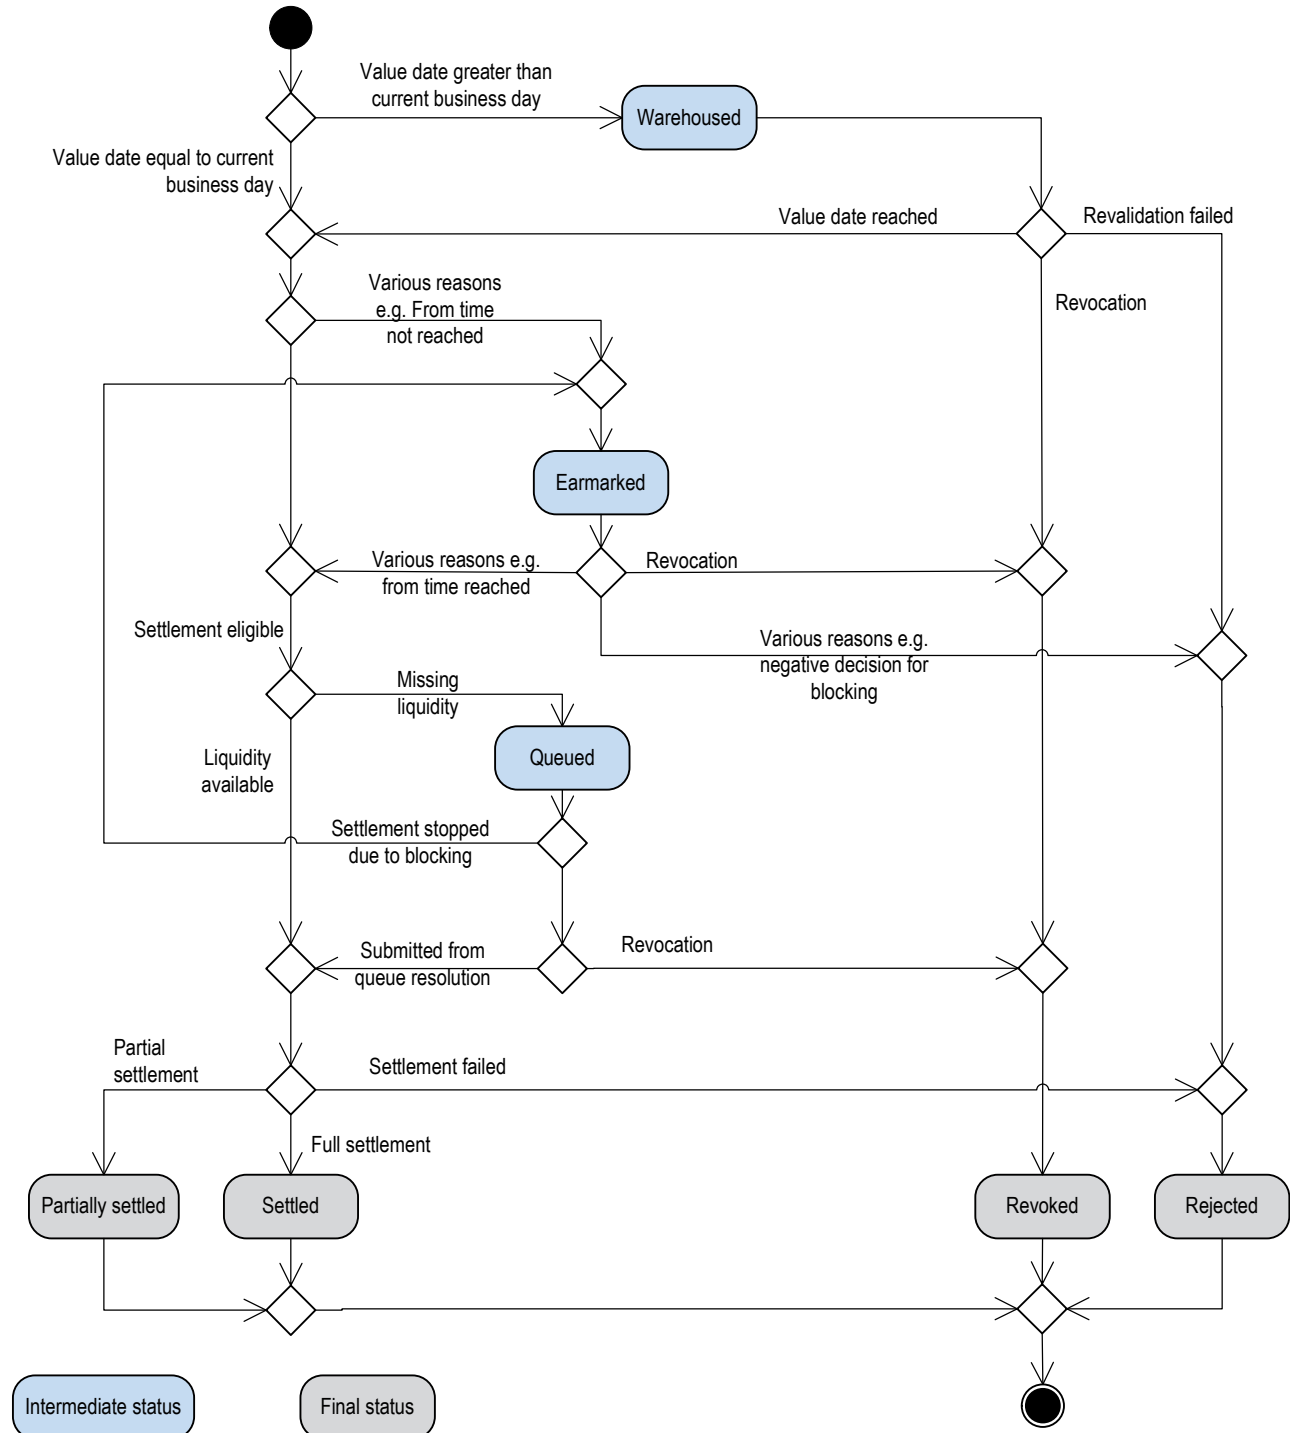 Value date greater than
current business day
Warehoused
Value date equal to current
business day
Value date reached
Revalidation failed
Various reasons
e.g. From time
not reached
Revocation
Earmarked
Various reasons e.g.
from time reached
Revocation
Settlement eligible
Various reasons e.g.
negative decision for
blocking
Missing
liquidity
Queued
Liquidity
available
Settlement stopped
due to blocking
Submitted from
queue resolution
Revocation
Partial
settlement
Settlement failed
Full settlement
Partially settled
Settled
Revoked
Rejected
Intermediate status
Final status